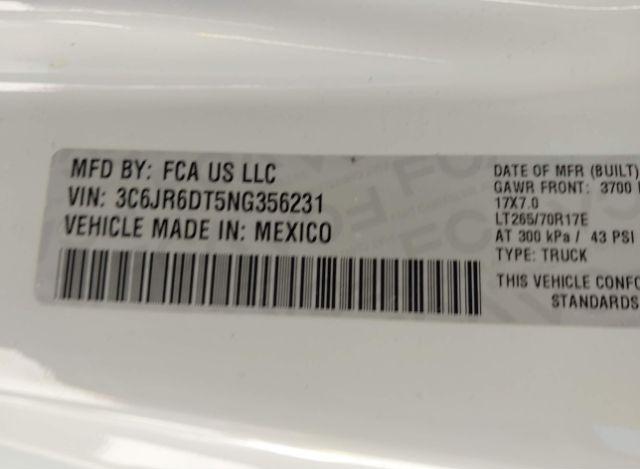 MFD BY: FCA US LLC
VIN: 3C6JR6DT5NG356231
VEHICLE MADE IN: MEXICO
DATE OF MFR (BUILT)
GAWR FRONT: 3700
17X7.0
LT265/70R17E
AT 300 kPa / 43 PSI
TYPE: TRUCK
THIS VEHICLE CONFO
STANDARDS